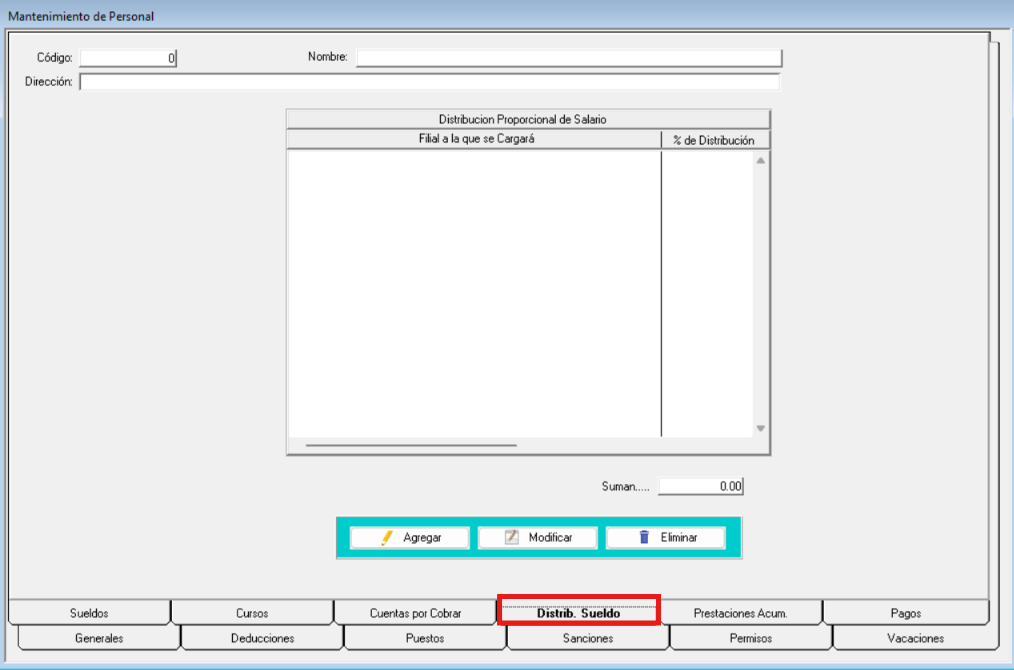 Mantenimiento de Personal
Código: 0 Nombre:
Dirección:
Distribucion Proporcional de Salario
Filial a la que se Cargará % de Distribución
Suman..... 0.00
Agregar Modificar Eliminar
Sueldos Cursos Cuentas por Cobrar Distrib. Sueldo Prestaciones Acum. Pagos
Generales Deducciones Puestos Sanciones Permisos Vacaciones